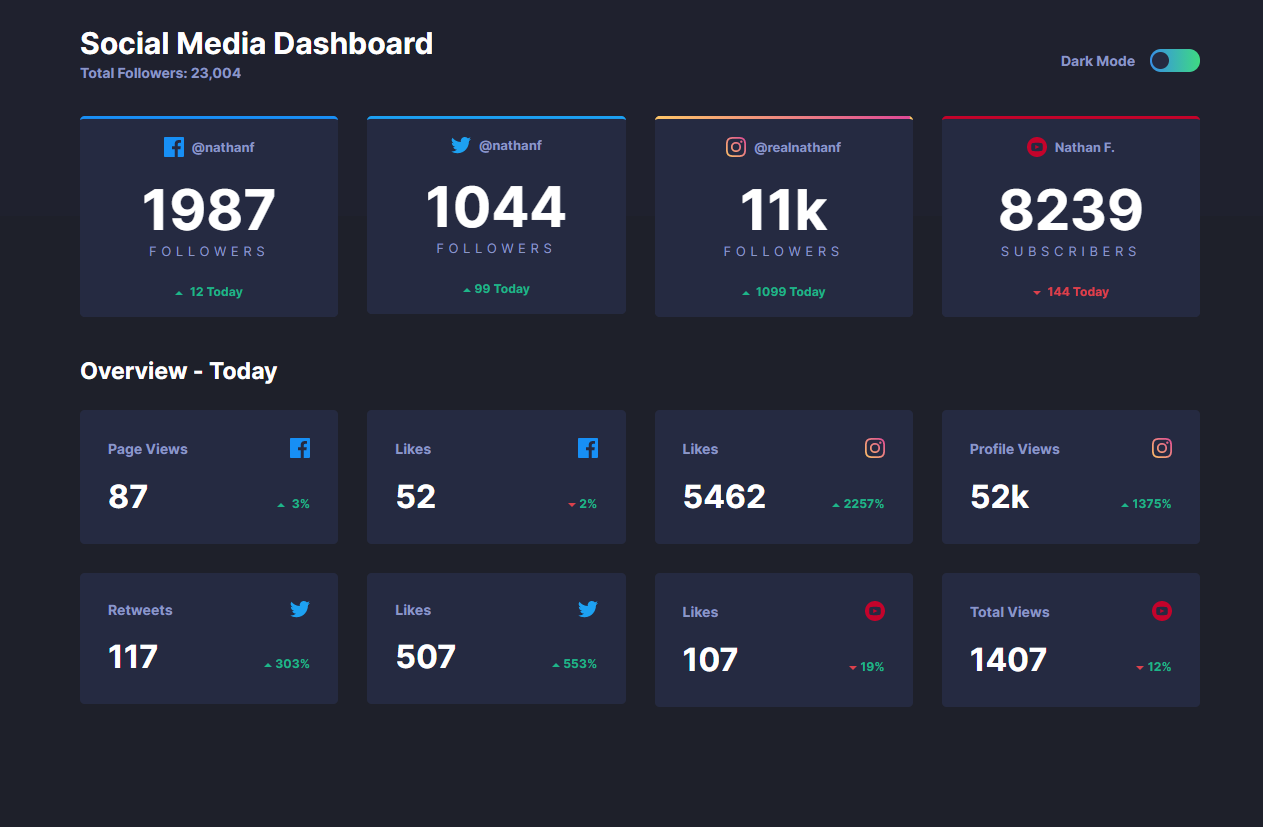 Social Media Dashboard
Total Followers: 23,004
Dark Mode
@nathanf
1987
FOLLOWERS
12 Today
@nathanf
1044
FOLLOWERS
99 Today
@realnathanf
11k
FOLLOWERS
1099 Today
Nathan F.
8239
SUBSCRIBERS
144 Today
Overview - Today
Page Views
87
3%
Likes
52
2%
Likes
5462
2257%
Profile Views
52k
1375%
Retweets
117
303%
Likes
507
553%
Likes
107
19%
Total Views
1407
12%